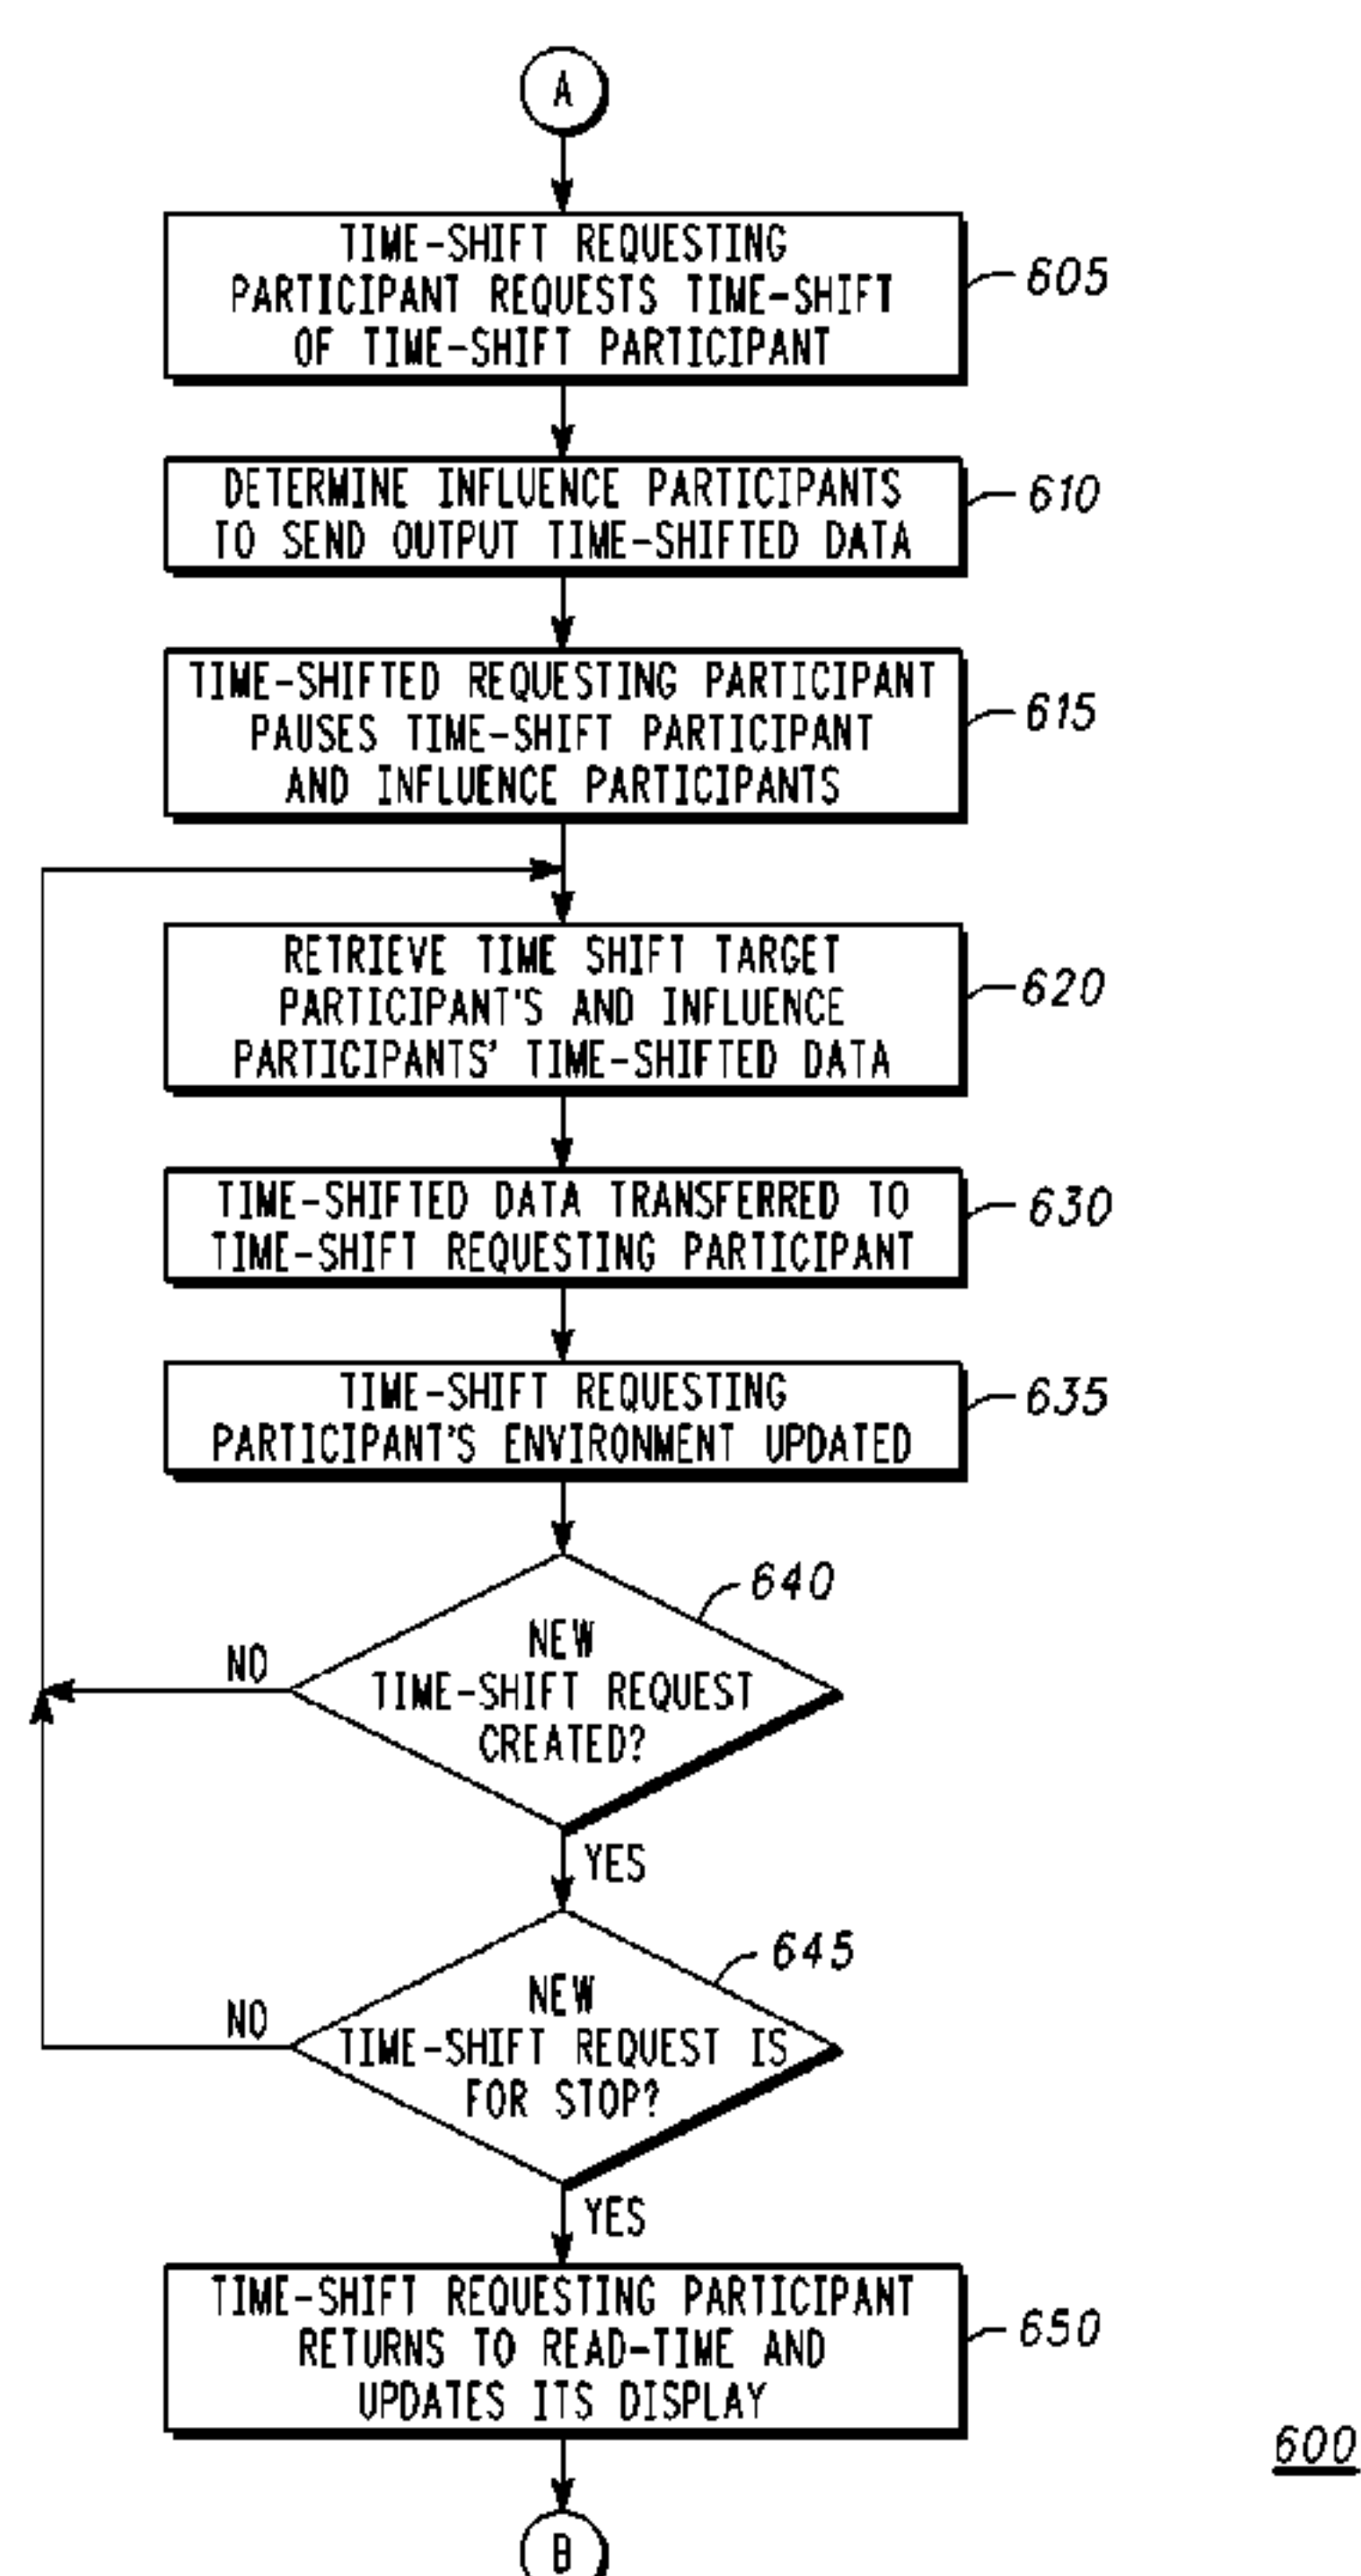 A
TIME-SHIFT REQUESTING
PARTICIPANT REQUESTS TIME-SHIFT
OF TIME-SHIFT PARTICIPANT
605
DETERMINE INFLUENCE PARTICIPANTS
TO SEND OUTPUT TIME-SHIFTED DATA
610
TIME-SHIFTED REQUESTING PARTICIPANT
PAUSES TIME-SHIFT PARTICIPANT
AND INFLUENCE PARTICIPANTS
615
RETRIEVE TIME SHIFT TARGET
PARTICIPANT'S AND INFLUENCE
PARTICIPANTS' TIME-SHIFTED DATA
620
TIME-SHIFTED DATA TRANSFERRED TO
TIME-SHIFT REQUESTING PARTICIPANT
630
TIME-SHIFT REQUESTING
PARTICIPANT'S ENVIRONMENT UPDATED
635
640
NO
NEW
TIME-SHIFT REQUEST
CREATED?
YES
645
NO
NEW
TIME-SHIFT REQUEST IS
FOR STOP?
YES
TIME-SHIFT REQUESTING PARTICIPANT
RETURNS TO READ-TIME AND
UPDATES ITS DISPLAY
650
600
B